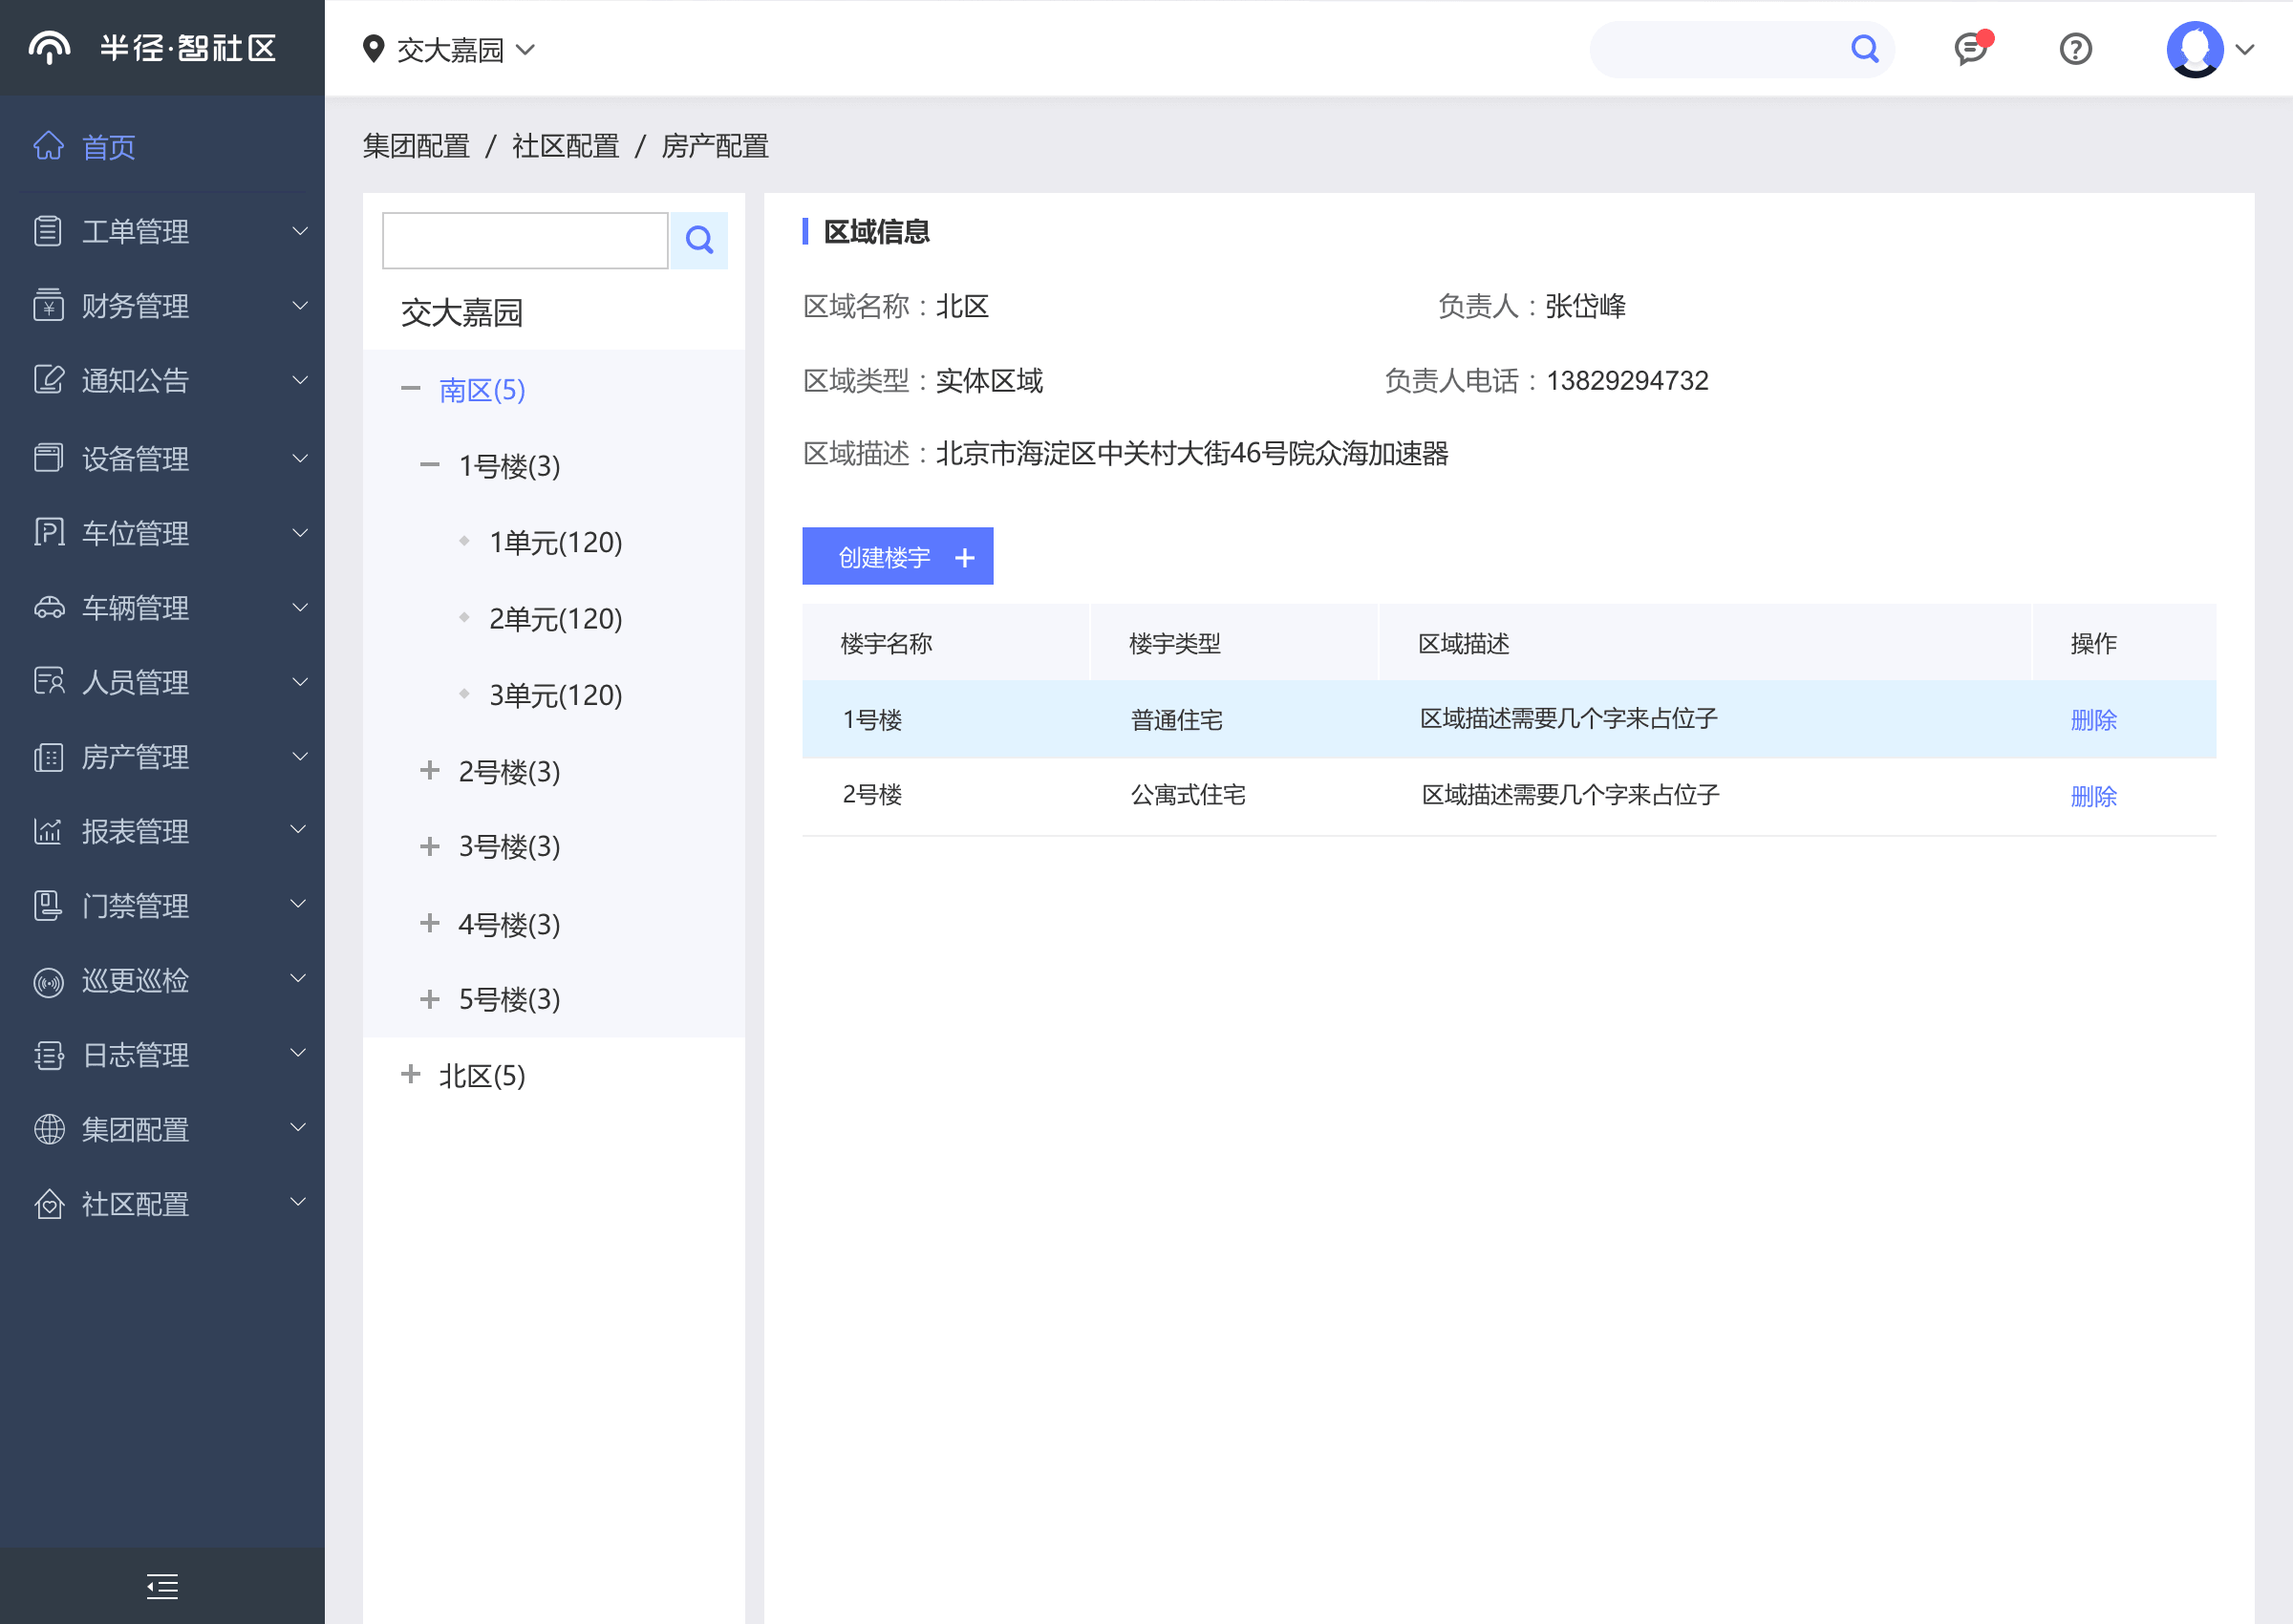 半径·智社区
交大嘉园
首页
工单管理
财务管理
通知公告
设备管理
车位管理
车辆管理
人员管理
房产管理
报表管理
门禁管理
巡更巡检
日志管理
集团配置
社区配置
集团配置 / 社区配置 / 房产配置
交大嘉园
南区(5)
1号楼(3)
1单元(120)
2单元(120)
3单元(120)
2号楼(3)
3号楼(3)
4号楼(3)
5号楼(3)
北区(5)
区域信息
区域名称：北区 负责人：张岱峰
区域类型：实体区域 负责人电话：13829294732
区域描述：北京市海淀区中关村大街46号院众海加速器
创建楼宇 +
楼宇名称 楼宇类型 区域描述 操作
1号楼 普通住宅 区域描述需要几个字来占位子 删除
2号楼 公寓式住宅 区域描述需要几个字来占位子 删除